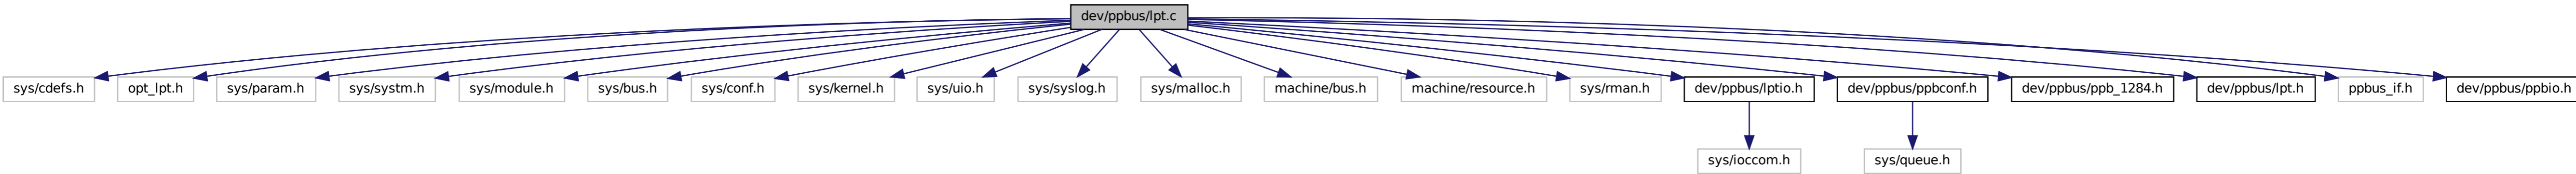 dev/ppbus/lpt.c
sys/cdefs.h
opt_lpt.h
sys/param.h
sys/systm.h
sys/module.h
sys/bus.h
sys/conf.h
sys/kernel.h
sys/uio.h
sys/syslog.h
sys/malloc.h
machine/bus.h
machine/resource.h
sys/rman.h
dev/ppbus/lptio.h
dev/ppbus/ppbconf.h
dev/ppbus/ppb_1284.h
dev/ppbus/lpt.h
ppbus_if.h
dev/ppbus/ppbio.h
sys/ioccom.h
sys/queue.h